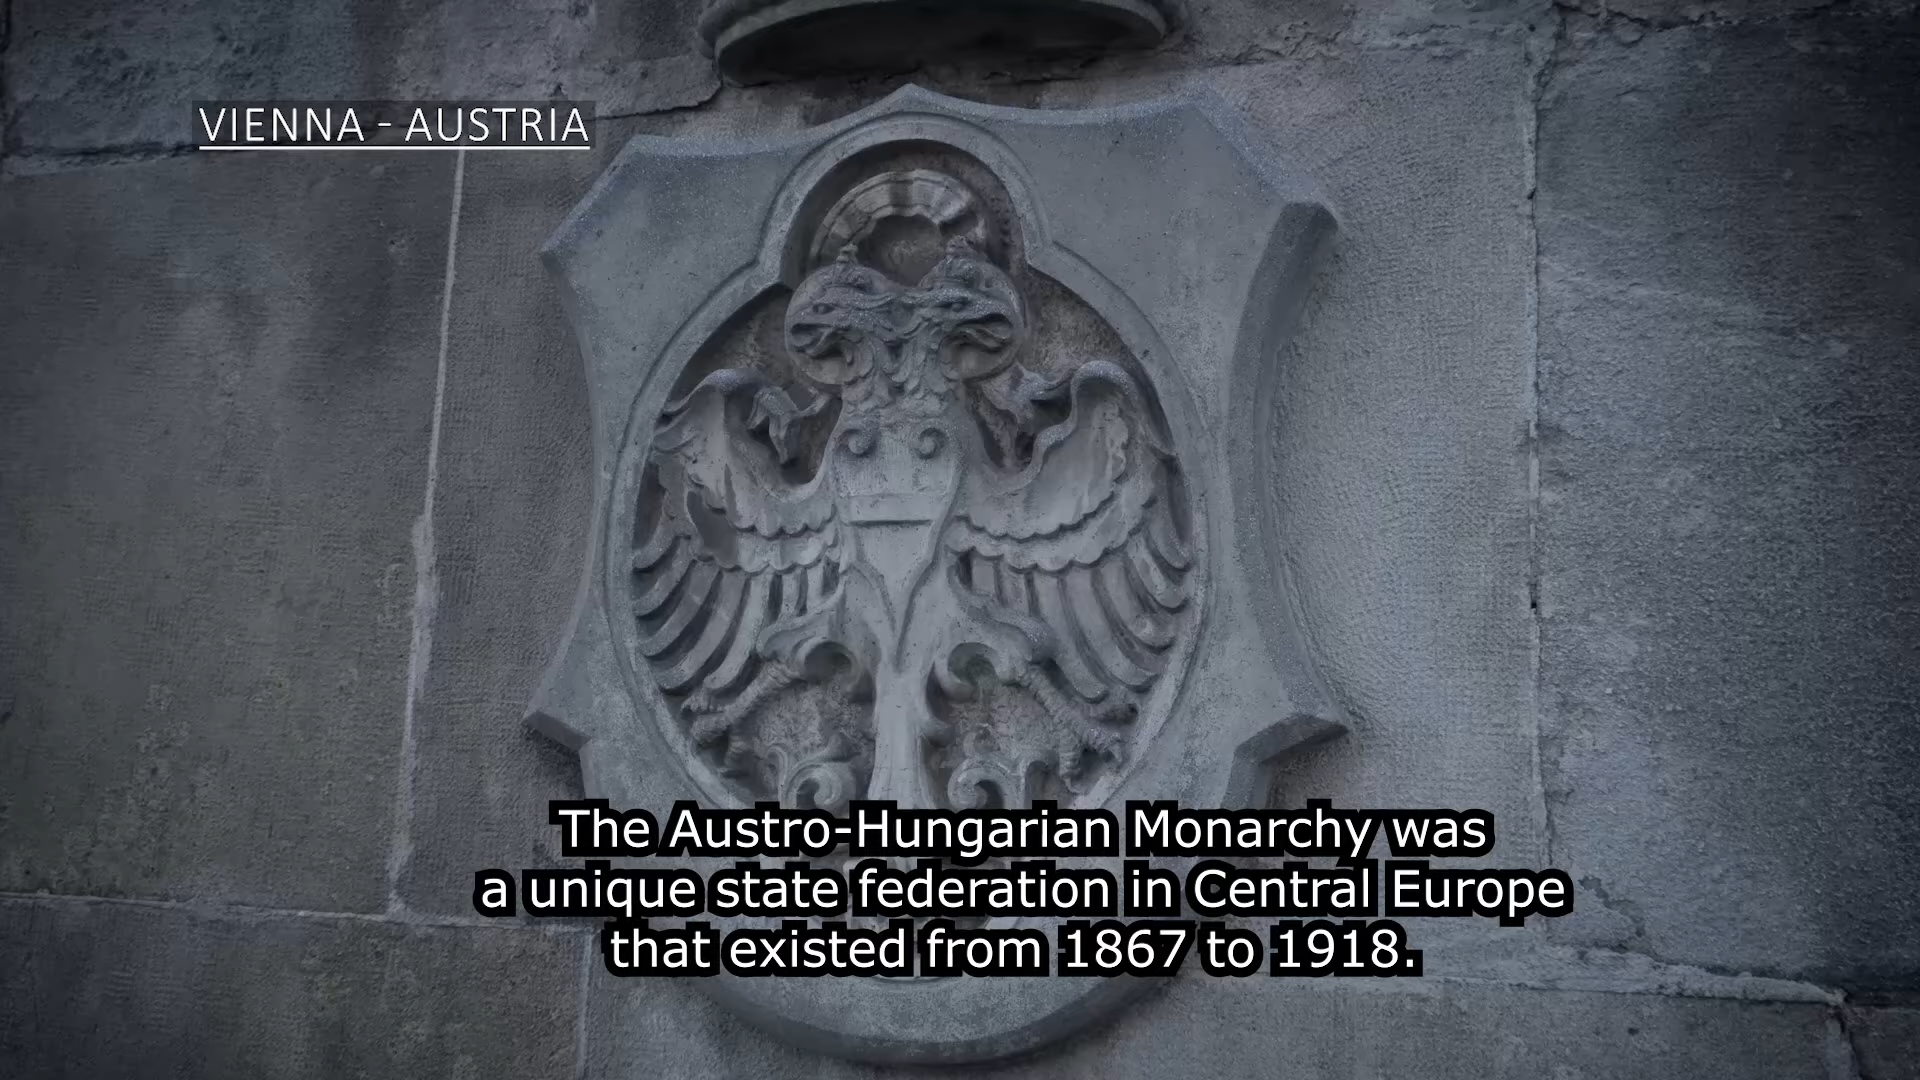 VIENNA - AUSTRIA
The Austro-Hungarian Monarchy was
a unique state federation in Central Europe
that existed from 1867 to 1918.